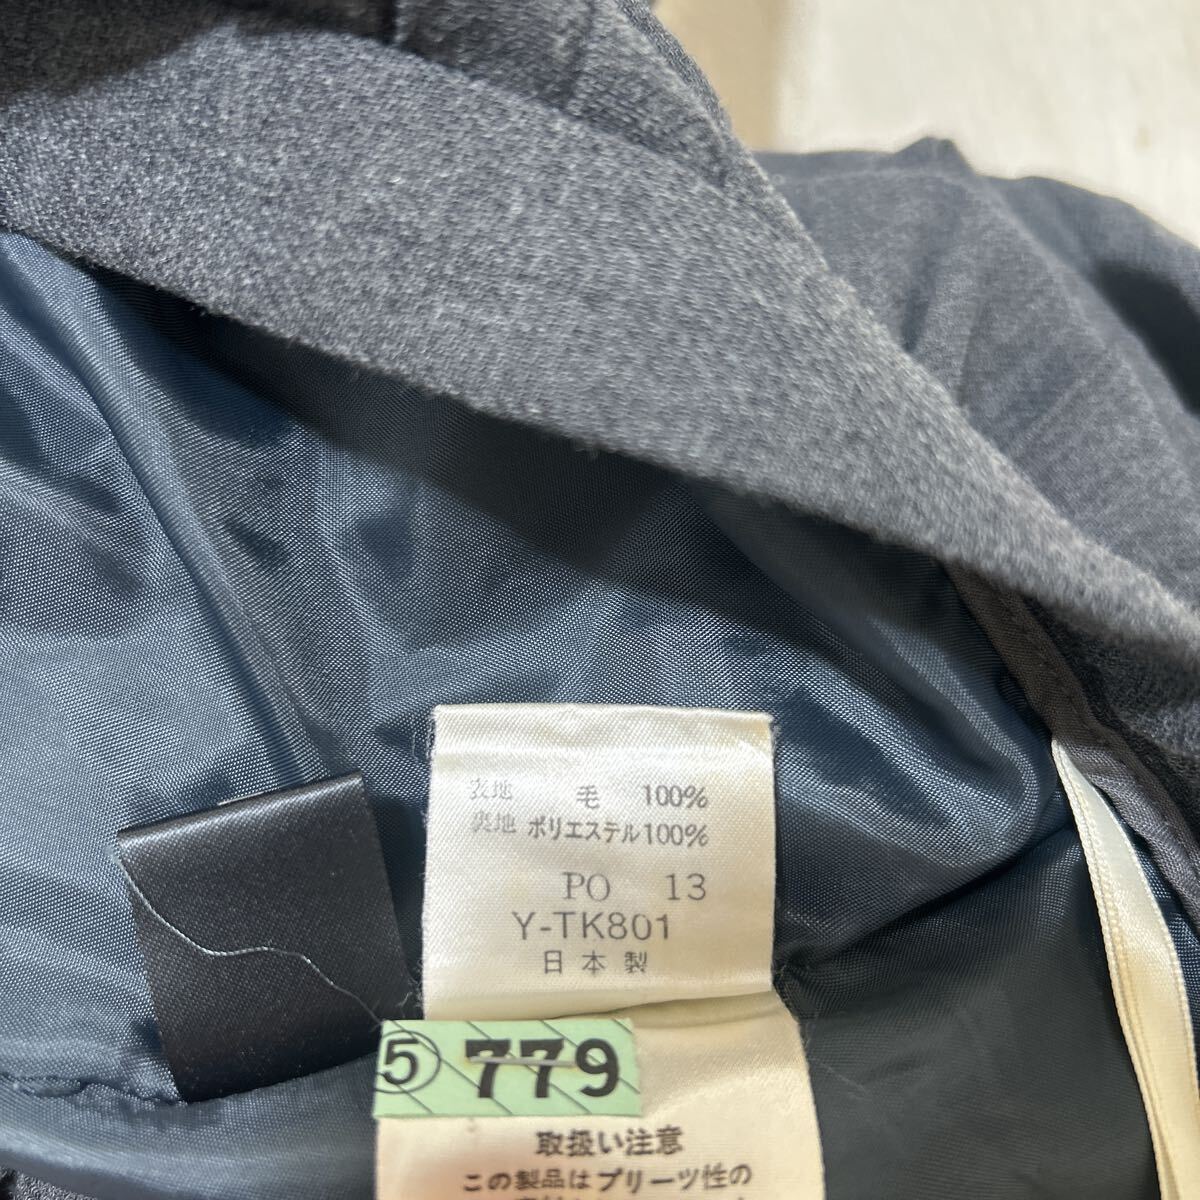 表地 毛 100%
裏地 ポリエステル100%
PO 13
Y-TK801
日本製
⑤ 779
取扱い注意
この製品はプリーツ性の